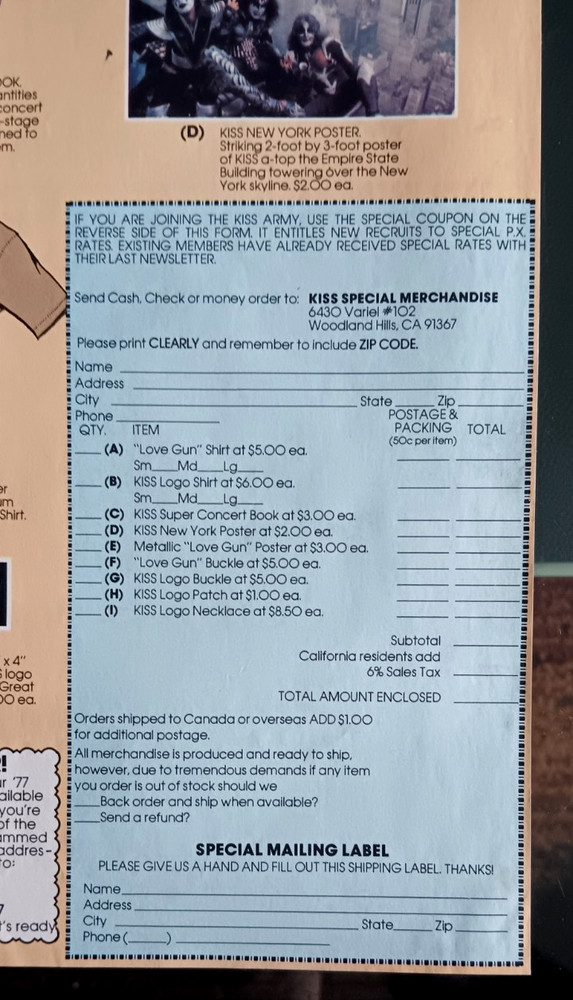 OOK.
antities
concert
-stage
ned to
m.
(D) KISS NEW YORK POSTER.
Striking 2-foot by 3-foot poster
of KISS a-top the Empire State
Building towering over the New
York skyline. $2.00 ea.
IF YOU ARE JOINING THE KISS ARMY, USE THE SPECIAL COUPON ON THE
REVERSE SIDE OF THIS FORM. IT ENTITLES NEW RECRUITS TO SPECIAL P.X.
RATES. EXISTING MEMBERS HAVE ALREADY RECEIVED SPECIAL RATES WITH
THEIR LAST NEWSLETTER.
Send Cash, Check or money order to: KISS SPECIAL MERCHANDISE
6430 Variel #102
Woodland Hills, CA 91367
Please print CLEARLY and remember to include ZIP CODE.
Name
Address
City State Zip
Phone POSTAGE &
QTY. ITEM PACKING TOTAL
(50c per item)
(A) "Love Gun" Shirt at $5.00 ea.
Sm Md Lg
(B) KISS Logo Shirt at $6.00 ea.
Sm Md Lg
(C) KISS Super Concert Book at $3.00 ea.
(D) KISS New York Poster at $2.00 ea.
(E) Metallic "Love Gun" Poster at $3.00 ea.
(F) "Love Gun" Buckle at $5.00 ea.
(G) KISS Logo Buckle at $5.00 ea.
(H) KISS Logo Patch at $1.00 ea.
(I) KISS Logo Necklace at $8.50 ea.
Subtotal
California residents add
6% Sales Tax
TOTAL AMOUNT ENCLOSED
Orders shipped to Canada or overseas ADD $1.00
for additional postage.
All merchandise is produced and ready to ship,
however, due to tremendous demands if any item
you order is out of stock should we
Back order and ship when available?
Send a refund?
SPECIAL MAILING LABEL
PLEASE GIVE US A HAND AND FILL OUT THIS SHIPPING LABEL. THANKS!
Name
Address
City State Zip
Phone ( )
er
um
Shirt.
x 4"
logo
Great
00 ea.
!
ur '77
ailable
you're
of the
ammed
addres-
to:
7
t's ready